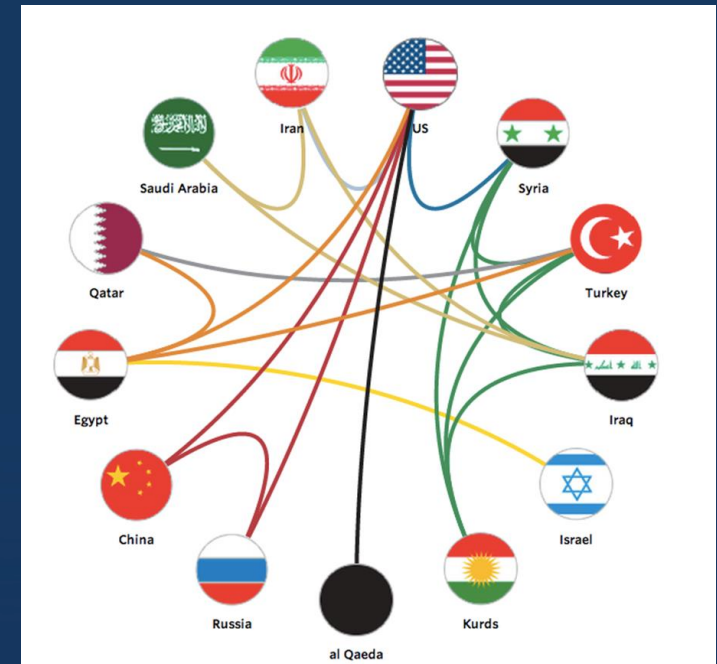 Iran
US
Saudi Arabia
Syria
Qatar
Turkey
Egypt
Iraq
China
Israel
Russia
Kurds
al Qaeda